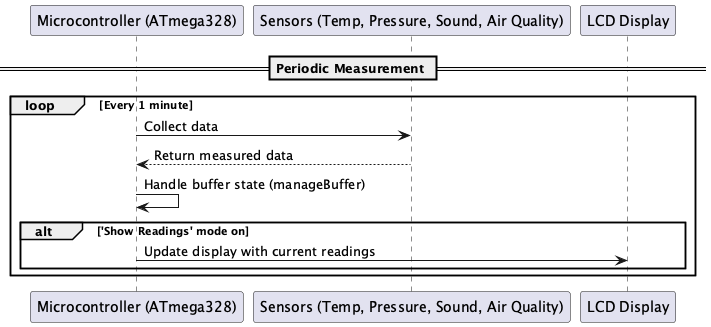 Microcontroller (ATmega328) Sensors (Temp, Pressure, Sound, Air Quality) LCD Display
Periodic Measurement
loop [Every 1 minute]
Collect data
Return measured data
Handle buffer state (manageBuffer)
alt ['Show Readings' mode on]
Update display with current readings
Microcontroller (ATmega328) Sensors (Temp, Pressure, Sound, Air Quality) LCD Display